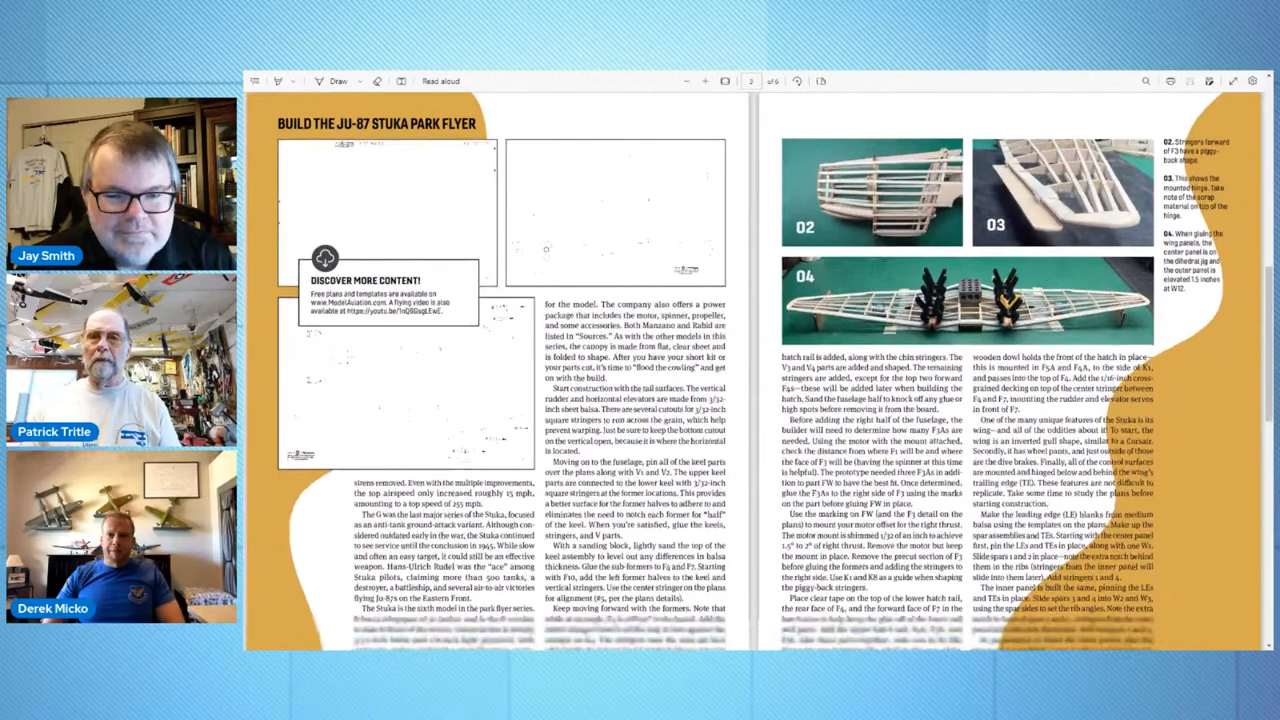 Draw
Read aloud
3
of 6
BUILD THE JU-87 STUKA PARK FLYER
DISCOVER MORE CONTENT!
Free plans and templates are available on
www.ModelAviation.com. A flying video is also
available at
sirens removed. Even with the multiple improvements,
the top airspeed only increased roughly 15 mph,
amounting to a top speed of 255 mph.
The G was the last major series of the Stuka, focused
as an anti-tank ground-attack variant. Although con-
sidered outdated early in the war, the Stuka continued
to see service until the conclusion in 1945. While slow
and often an easy target, it could still be an effective
weapon. Hans-Ulrich Rudel was the "ace" among
Stuka pilots, claiming more than 500 tanks, a
destroyer, a battleship, and several air-to-air victories
flying Ju-87s on the Eastern Front.
The Stuka is the sixth model in the park flyer series.
for the model. The company also offers a power
package that includes the motor, spinner, propeller,
and some accessories. Both Manzano and Rabid are
listed in "Sources." As with the other models in this
series, the canopy is made from flat, clear sheet and
is folded to shape. After you have your short kit or
your parts cut, it's time to "flood the cowling" and get
on with the build.
Start construction with the tail surfaces. The vertical
rudder and horizontal elevators are made from 3/32-
inch sheet balsa. There are several cutouts for 3/32-inch
square stringers to run across the grain, which help
prevent warping. Just be sure to keep the bottom cutout
on the vertical open, because it is where the horizontal
is located.
Moving on to the fuselage, pin all of the keel parts
over the plans along with V1 and V2. The upper keel
parts are connected to the lower keel with 3/32-inch
square stringers at the former locations. This provides
a better surface for the former halves to adhere to and
eliminates the need to notch each former for "half"
of the keel. When you're satisfied, glue the keels,
stringers, and V parts.
With a sanding block, lightly sand the top of the
keel assembly to level out any differences in balsa
thickness. Glue the sub-formers to F4 and F7. Starting
with F10, add the left former halves to the keel and
vertical stringers. Use the center stringer on the plans
for alignment (#5, per the plans details).
Keep moving forward with the formers. Note that
02
03
04
02. Stringers forward
of F3 have a piggy-
back shape.
03. This shows the
mounted hinge. Take
note of the scrap
material on top of the
hinge.
04. When gluing the
wing panels, the
center panel is on
the dihedral jig and
the outer panel is
elevated 1.5 inches
at W12.
hatch rail is added, along with the chin stringers. The
V3 and V4 parts are added and shaped. The remaining
stringers are added, except for the top two forward
F4s—these will be added later when building the
hatch. Sand the fuselage half to knock off any glue or
high spots before removing it from the board.
Before adding the right half of the fuselage, the
builder will need to determine how many F3As are
needed. Using the motor with the mount attached,
check the distance from where F1 will be and where
the face of F3 will be (having the spinner at this time
is helpful). The prototype needed three F3As in addi-
tion to part FW to have the best fit. Once determined,
glue the F3As to the right side of F3 using the marks
on the part before gluing FW in place.
Use the marking on FW (and the F3 detail on the
plans) to mount your motor offset for the right thrust.
The motor mount is shimmed 1/32 of an inch to achieve
1.5° to 2° of right thrust. Remove the motor but keep
the mount in place. Remove the precut section of F3
before gluing the formers and adding the stringers to
the right side. Use K1 and K8 as a guide when shaping
the piggy-back stringers.
Place clear tape on the top of the lower hatch rail,
the rear face of F4, and the forward face of F7 in the
wooden dowl holds the front of the hatch in place—
this is mounted in F5A and F4A, to the side of K1,
and passes into the top of F4. Add the 1/16-inch cross-
grained decking on top of the center stringer between
F4 and F7, mounting the rudder and elevator servos
in front of F7.
One of the many unique features of the Stuka is its
wing—and all of the oddities about it! To start, the
wing is an inverted gull shape, similar to a Corsair.
Secondly, it has wheel pants, and just outside of those
are the dive brakes. Finally, all of the control surfaces
are mounted and hinged below and behind the wing's
trailing edge (TE). These features are not difficult to
replicate. Take some time to study the plans before
starting construction.
Make the leading edge (LE) blanks from medium
balsa using the templates on the plans. Make up the
spar assemblies and TEs. Starting with the center panel
first, pin the LEs and TEs in place, along with one W1.
Slide spars 1 and 2 in place—note the extra notch behind
them in the ribs (stringers from the inner panel will
slide into them later). Add stringers 1 and 4.
The inner panel is built the same, pinning the LEs
and TEs in place. Slide spars 3 and 4 into W2 and W3,
using the spar sides to set the rib angles. Note the extra
Jay Smith
Patrick Tritle
Derek Micko